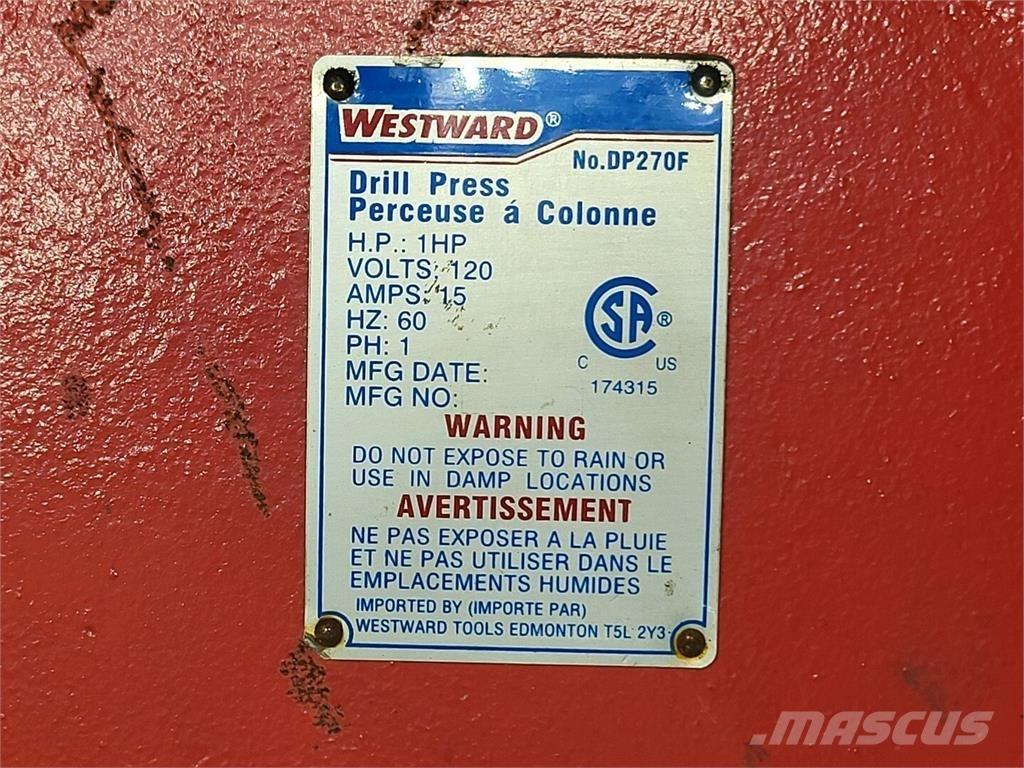 WESTWARD®
No.DP270F
Drill Press
Perceuse á Colonne
H.P.: 1HP
VOLTS: 120
AMPS: 15
HZ: 60
PH: 1
MFG DATE:
MFG NO:
CSA®
C US
174315
WARNING
DO NOT EXPOSE TO RAIN OR
USE IN DAMP LOCATIONS
AVERTISSEMENT
NE PAS EXPOSER A LA PLUIE
ET NE PAS UTILISER DANS LE
EMPLACEMENTS HUMIDES
IMPORTED BY (IMPORTE PAR)
WESTWARD TOOLS EDMONTON T5L 2Y3
MASCUS